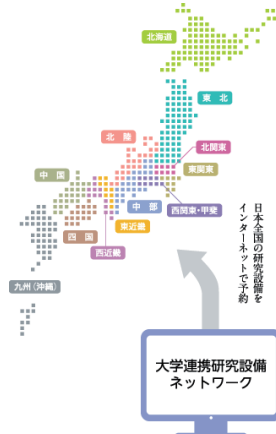 北海道
東 北
北 陸
北関東
東関東
中 国
中 部
西関東・甲斐
東近畿
四 国
西近畿
九州(沖縄)
日本全国の研究設備を
インターネットで予約
大学連携研究設備
ネットワーク